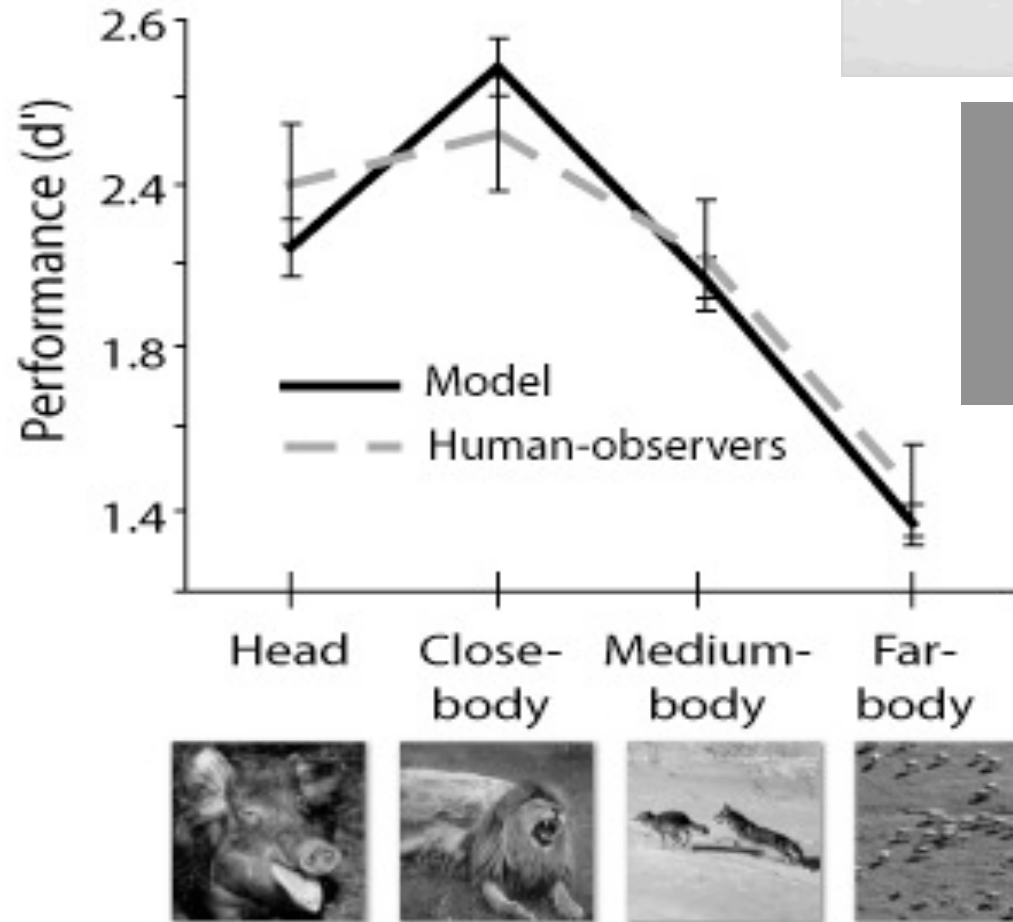 2.6
2.4
1.8
1.4
Performance (d')
Model
Human-observers
Head
Close-
body
Medium-
body
Far-
body